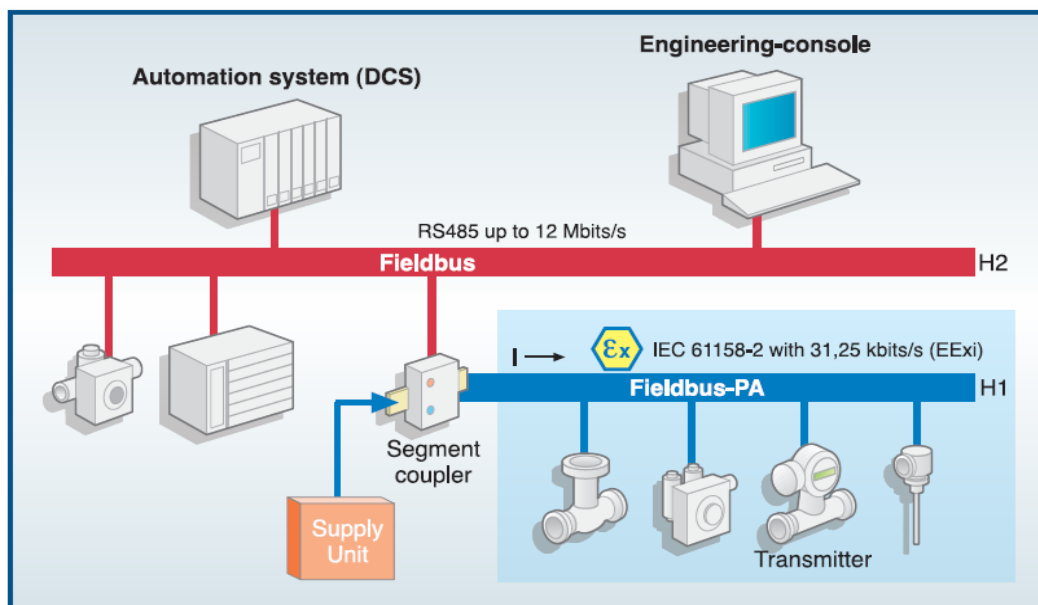 Engineering-console
Automation system (DCS)
RS485 up to 12 Mbits/s
Fieldbus
H2
I
εx
IEC 61158-2 with 31,25 kbits/s (EExi)
Fieldbus-PA
H1
Segment
coupler
Supply
Unit
Transmitter